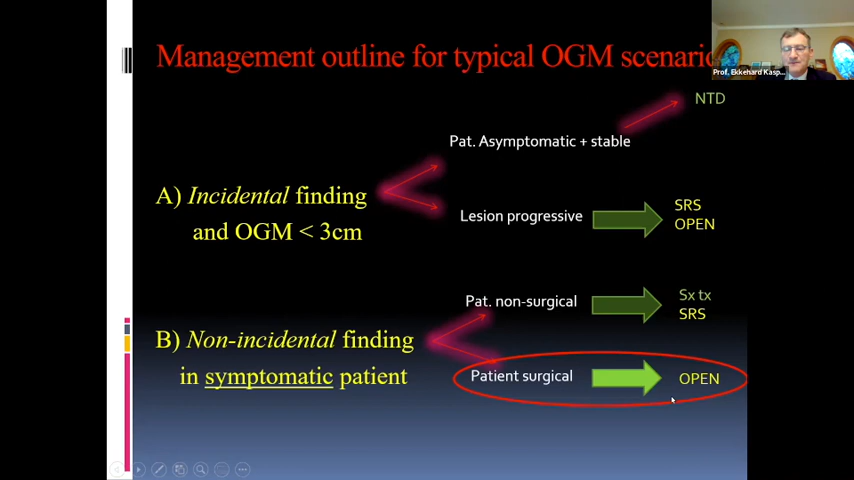 Management outline for typical OGM scenario
Prof. Ekkehard Kasp...
NTD
Pat. Asymptomatic + stable
A) Incidental finding
and OGM < 3cm
Lesion progressive
SRS
OPEN
Pat. non-surgical
Sx tx
SRS
B) Non-incidental finding
in symptomatic patient
Patient surgical
OPEN